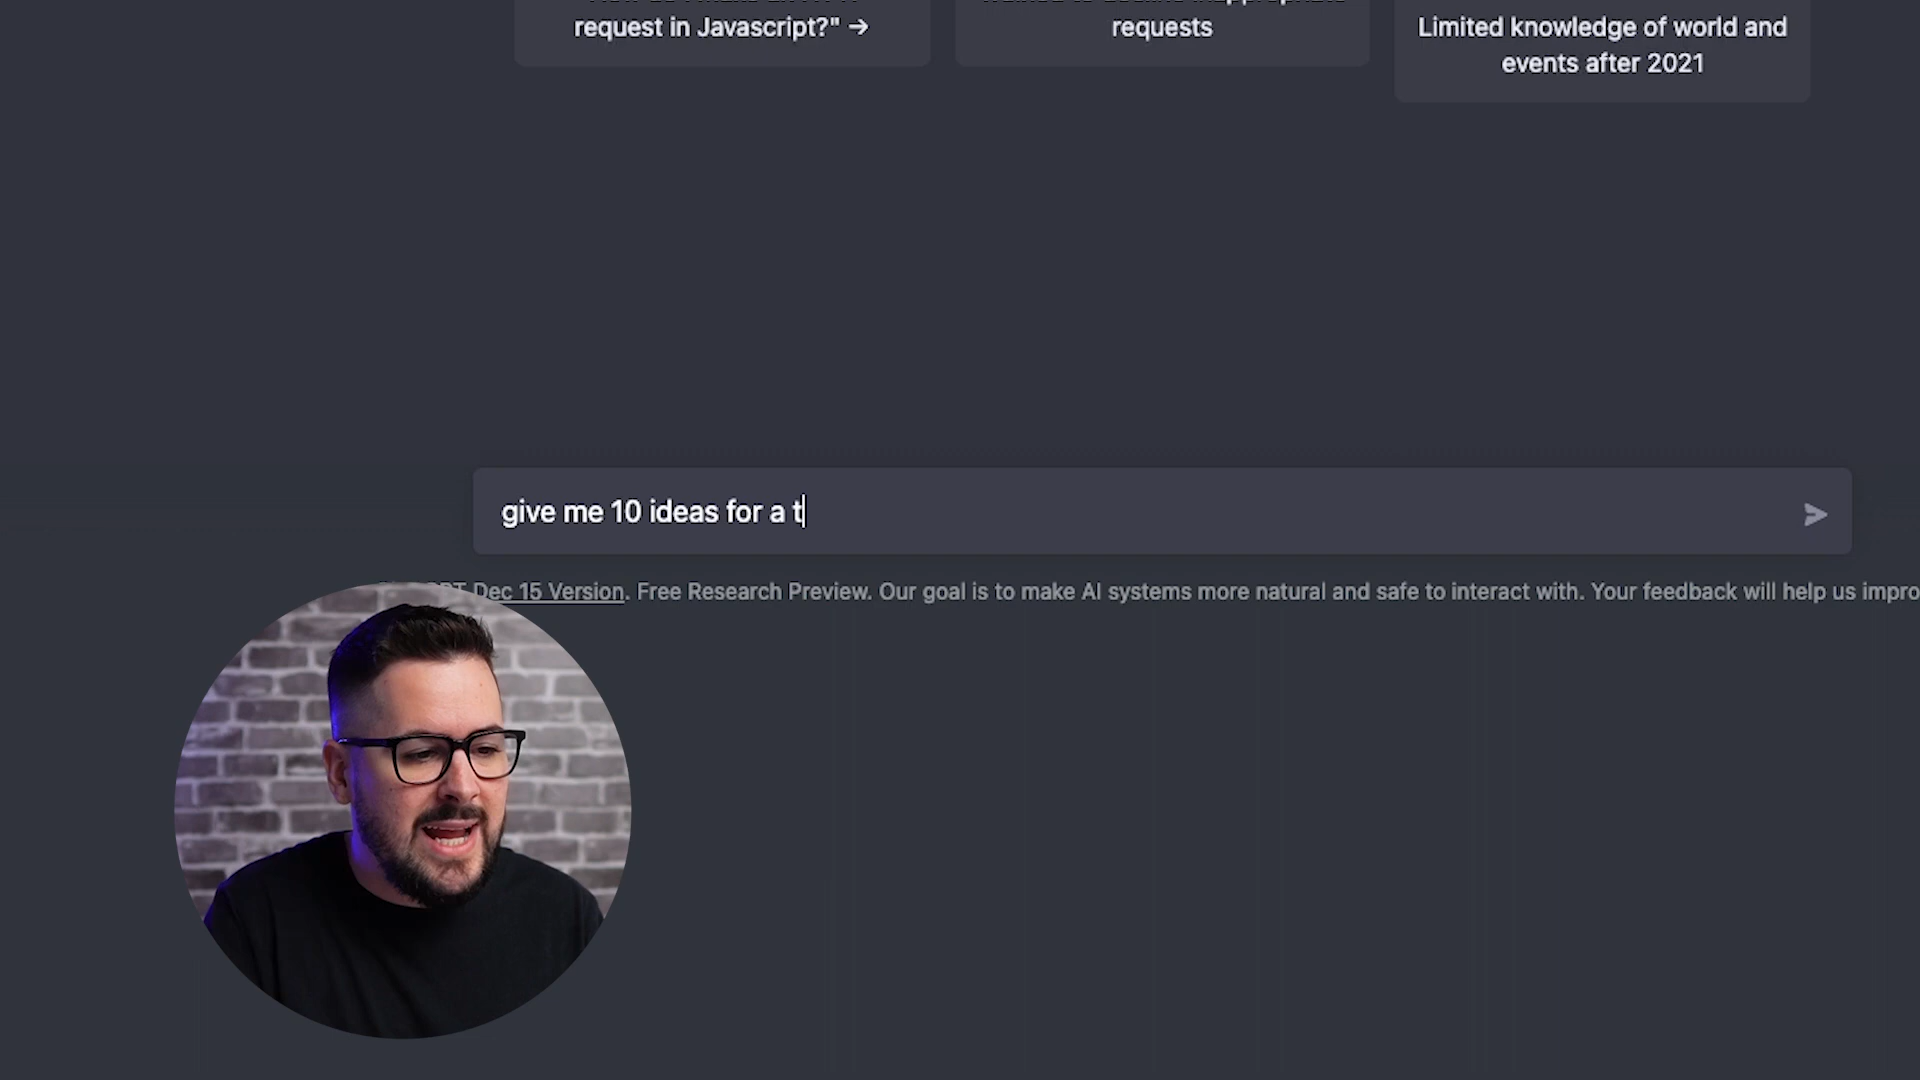 request in Javascript?" →
requests
Limited knowledge of world and
events after 2021
give me 10 ideas for a t
Dec 15 Version. Free Research Preview. Our goal is to make AI systems more natural and safe to interact with. Your feedback will help us impro